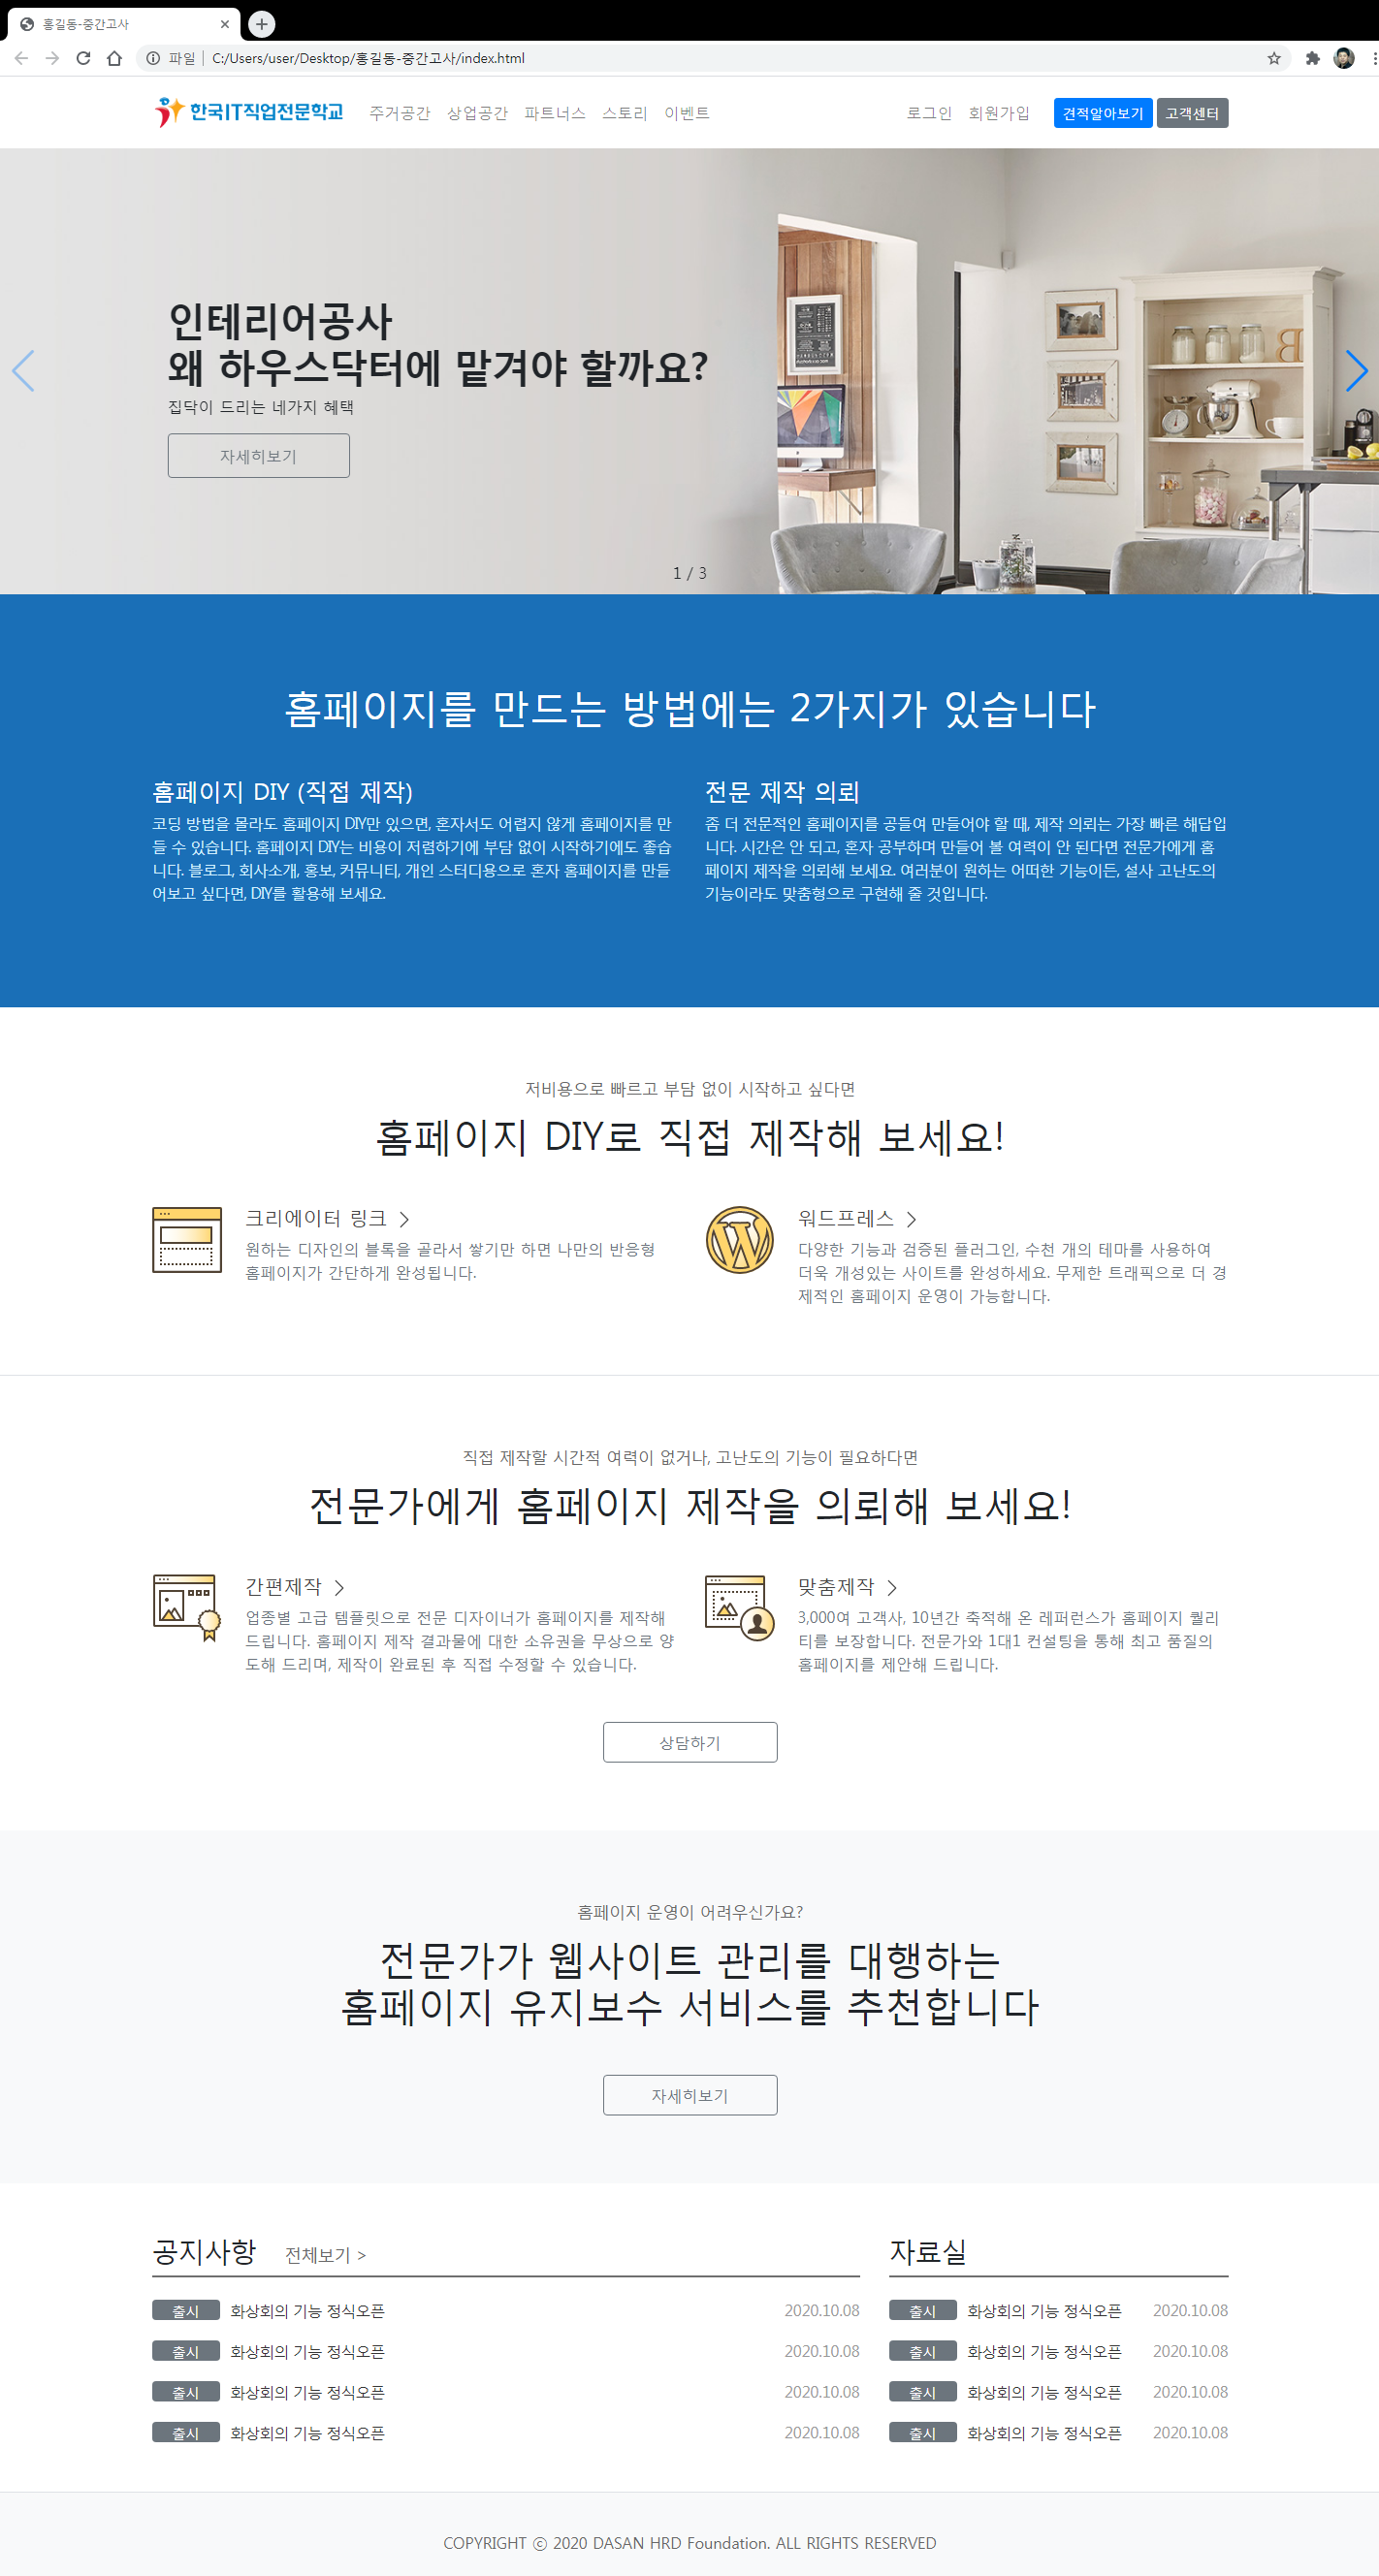 홍길동-중간고사
파일 C:/Users/user/Desktop/홍길동-중간고사/index.html
한국IT직업전문학교 주거공간 상업공간 파트너스 스토리 이벤트 로그인 회원가입 견적알아보기 고객센터
인테리어공사
왜 하우스닥터에 맡겨야 할까요?
집닥이 드리는 네가지 혜택
자세히보기
1 / 3
홈페이지를 만드는 방법에는 2가지가 있습니다
홈페이지 DIY (직접 제작)
코딩 방법을 몰라도 홈페이지 DIY만 있으면, 혼자서도 어렵지 않게 홈페이지를 만
들 수 있습니다. 홈페이지 DIY는 비용이 저렴하기에 부담 없이 시작하기에도 좋습
니다. 블로그, 회사소개, 홍보, 커뮤니티, 개인 스터디용으로 혼자 홈페이지를 만들
어보고 싶다면, DIY를 활용해 보세요.
전문 제작 의뢰
좀 더 전문적인 홈페이지를 공들여 만들어야 할 때, 제작 의뢰는 가장 빠른 해답입
니다. 시간은 안 되고, 혼자 공부하며 만들어 볼 여력이 안 된다면 전문가에게 홈
페이지 제작을 의뢰해 보세요. 여러분이 원하는 어떠한 기능이든, 설사 고난도의
기능이라도 맞춤형으로 구현해 줄 것입니다.
저비용으로 빠르고 부담 없이 시작하고 싶다면
홈페이지 DIY로 직접 제작해 보세요!
크리에이터 링크 >
원하는 디자인의 블록을 골라서 쌓기만 하면 나만의 반응형
홈페이지가 간단하게 완성됩니다.
워드프레스 >
다양한 기능과 검증된 플러그인, 수천 개의 테마를 사용하여
더욱 개성있는 사이트를 완성하세요. 무제한 트래픽으로 더 경
제적인 홈페이지 운영이 가능합니다.
직접 제작할 시간적 여력이 없거나, 고난도의 기능이 필요하다면
전문가에게 홈페이지 제작을 의뢰해 보세요!
간편제작 >
업종별 고급 템플릿으로 전문 디자이너가 홈페이지를 제작해
드립니다. 홈페이지 제작 결과물에 대한 소유권을 무상으로 양
도해 드리며, 제작이 완료된 후 직접 수정할 수 있습니다.
맞춤제작 >
3,000여 고객사, 10년간 축적해 온 레퍼런스가 홈페이지 퀄리
티를 보장합니다. 전문가와 1대1 컨설팅을 통해 최고 품질의
홈페이지를 제안해 드립니다.
상담하기
홈페이지 운영이 어려우신가요?
전문가가 웹사이트 관리를 대행하는
홈페이지 유지보수 서비스를 추천합니다
자세히보기
공지사항 전체보기 >
출시 화상회의 기능 정식오픈 2020.10.08
출시 화상회의 기능 정식오픈 2020.10.08
출시 화상회의 기능 정식오픈 2020.10.08
출시 화상회의 기능 정식오픈 2020.10.08
자료실
출시 화상회의 기능 정식오픈 2020.10.08
출시 화상회의 기능 정식오픈 2020.10.08
출시 화상회의 기능 정식오픈 2020.10.08
출시 화상회의 기능 정식오픈 2020.10.08
COPYRIGHT ⓒ 2020 DASAN HRD Foundation. ALL RIGHTS RESERVED